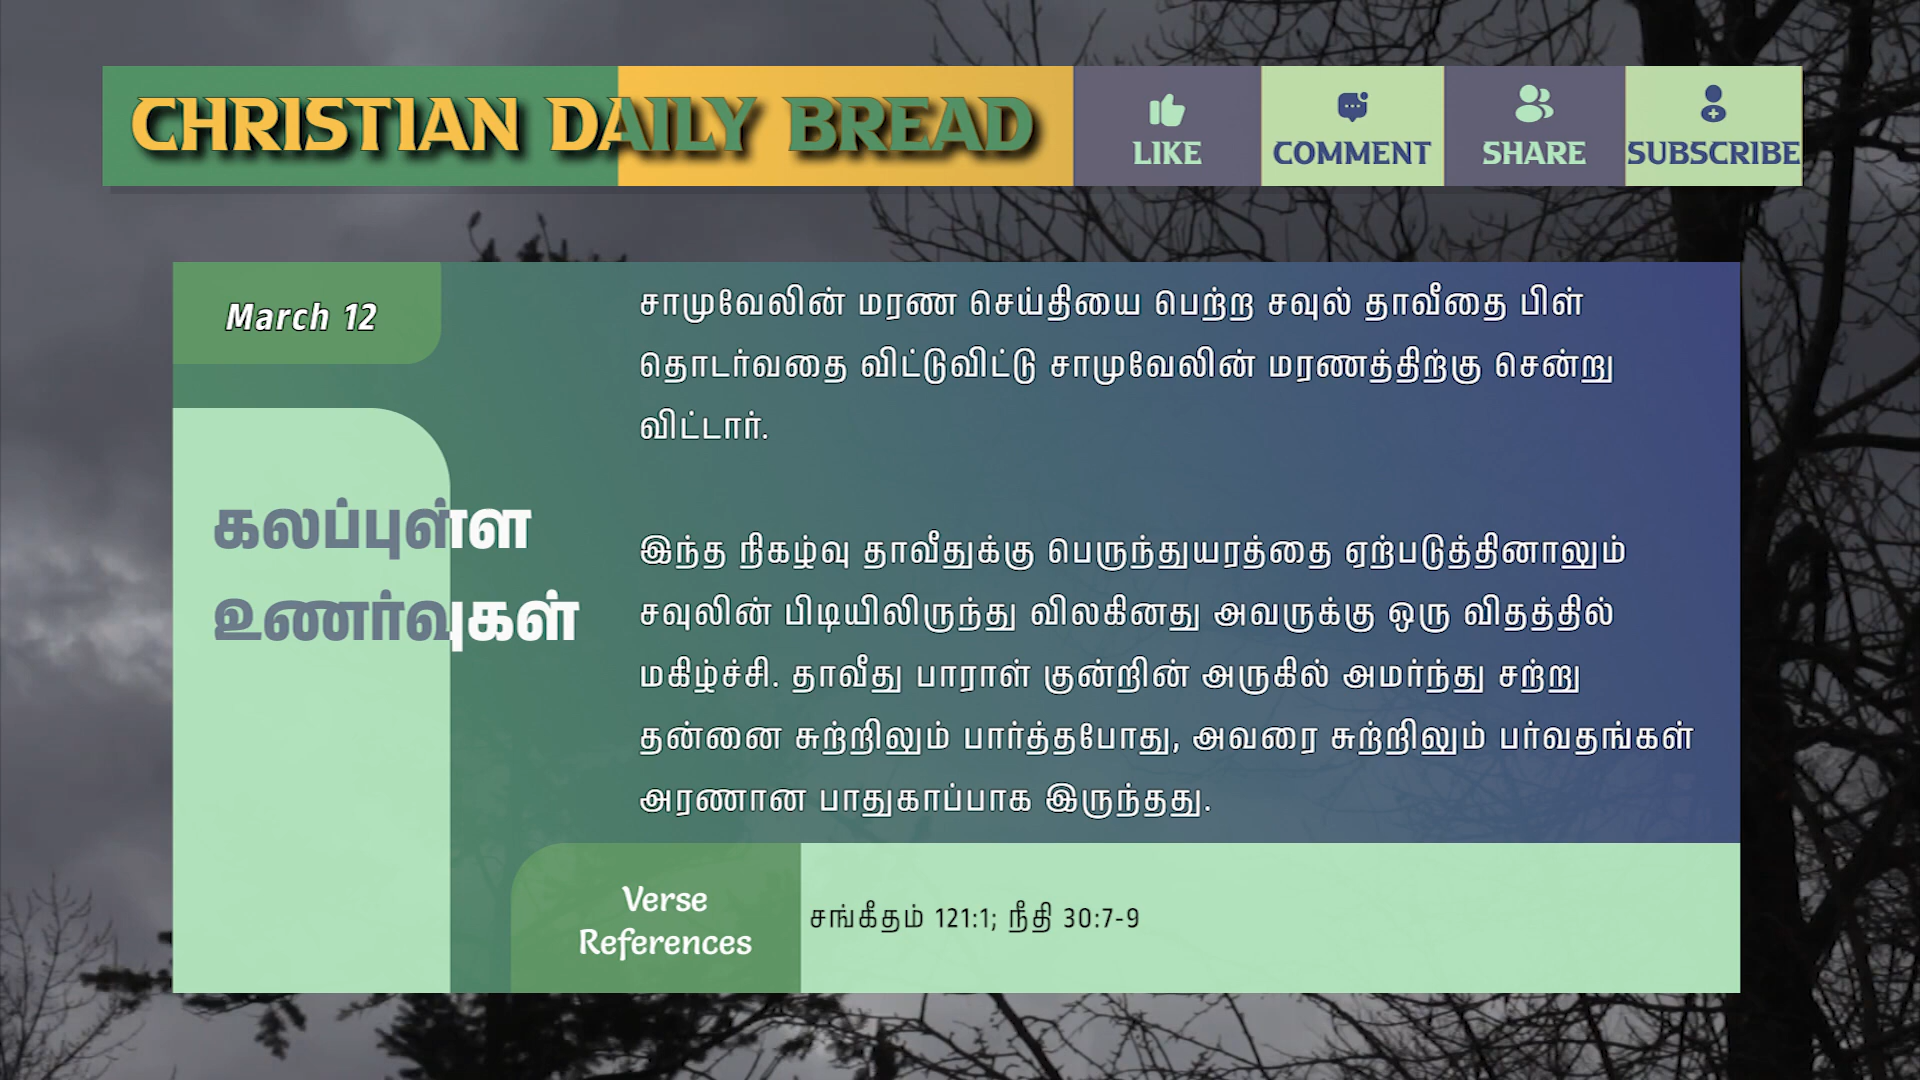 CHRISTIAN DAILY BREAD
LIKE
COMMENT
SHARE
SUBSCRIBE
March 12
கலப்புள்ள
உணர்வுகள்
சாமுவேலின் மரண செய்தியை பெற்ற சவுல் தாவீதை பிள்
தொடர்வதை விட்டுவிட்டு சாமுவேலின் மரணத்திற்கு சென்று
விட்டார்.
இந்த நிகழ்வு தாவீதுக்கு பெருந்துயரத்தை ஏற்படுத்தினாலும்
சவுலின் பிடியிலிருந்து விலகினது அவருக்கு ஒரு விதத்தில்
மகிழ்ச்சி. தாவீது பாராள் குன்றின் அருகில் அமர்ந்து சற்று
தன்னை சுற்றிலும் பார்த்தபோது, அவரை சுற்றிலும் பர்வதங்கள்
அரணான பாதுகாப்பாக இருந்தது.
Verse
References
சங்கீதம் 121:1; நீதி 30:7-9